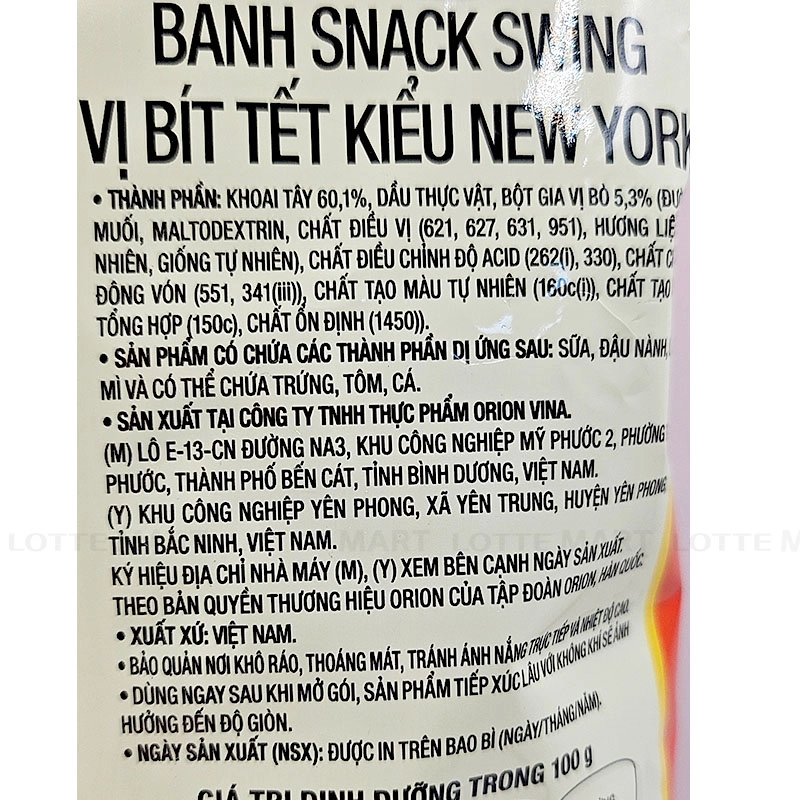 BÁNH SNACK SWING
VỊ BÍT TẾT KIỂU NEW YORK
• THÀNH PHẦN: KHOAI TÂY 60,1%, DẦU THỰC VẬT, BỘT GIA VỊ BÒ 5,3%
MUỐI, MALTODEXTRIN, CHẤT ĐIỀU VỊ (621, 627, 631, 951), HƯƠNG
NHIÊN, GIỐNG TỰ NHIÊN), CHẤT ĐIỀU CHỈNH ĐỘ ACID (262(i), 330), CHẤT
ĐÔNG VÓN (551, 341(iii)), CHẤT TẠO MÀU TỰ NHIÊN (160c(i)), CHẤT TẠO
TỔNG HỢP (150c), CHẤT ỔN ĐỊNH (1450)).
• SẢN PHẨM CÓ CHỨA CÁC THÀNH PHẦN DỊ ỨNG SAU: SỮA, ĐẬU NÀNH,
MÌ VÀ CÓ THỂ CHỨA TRỨNG, TÔM, CÁ.
• SẢN XUẤT TẠI CÔNG TY TNHH THỰC PHẨM ORION VINA.
(M) LÔ E-13-CN ĐƯỜNG NA3, KHU CÔNG NGHIỆP MỸ PHƯỚC 2, PHƯỜNG
PHƯỚC, THÀNH PHỐ BẾN CÁT, TỈNH BÌNH DƯƠNG, VIỆT NAM.
(Y) KHU CÔNG NGHIỆP YÊN PHONG, XÃ YÊN TRUNG, HUYỆN YÊN PHONG,
TỈNH BẮC NINH, VIỆT NAM.
LOTTE MART LOTTE MART LOTTE MART
KÝ HIỆU ĐỊA CHỈ NHÀ MÁY (M), (Y) XEM BÊN CẠNH NGÀY SẢN XUẤT.
THEO BẢN QUYỀN THƯƠNG HIỆU ORION CỦA TẬP ĐOÀN ORION, HÀN QUỐC.
• XUẤT XỨ: VIỆT NAM.
• BẢO QUẢN NƠI KHÔ RÁO, THOÁNG MÁT, TRÁNH ÁNH NẮNG TRỰC TIẾP VÀ NHIỆT ĐỘ CAO.
• DÙNG NGAY SAU KHI MỞ GÓI, SẢN PHẨM TIẾP XÚC LÂU VỚI KHÔNG KHÍ SẼ ẢNH
HƯỞNG ĐẾN ĐỘ GIÒN.
• NGÀY SẢN XUẤT (NSX): ĐƯỢC IN TRÊN BAO BÌ (NGÀY/THÁNG/NĂM).
GIÁ TRỊ DINH DƯỠNG TRONG 100 g